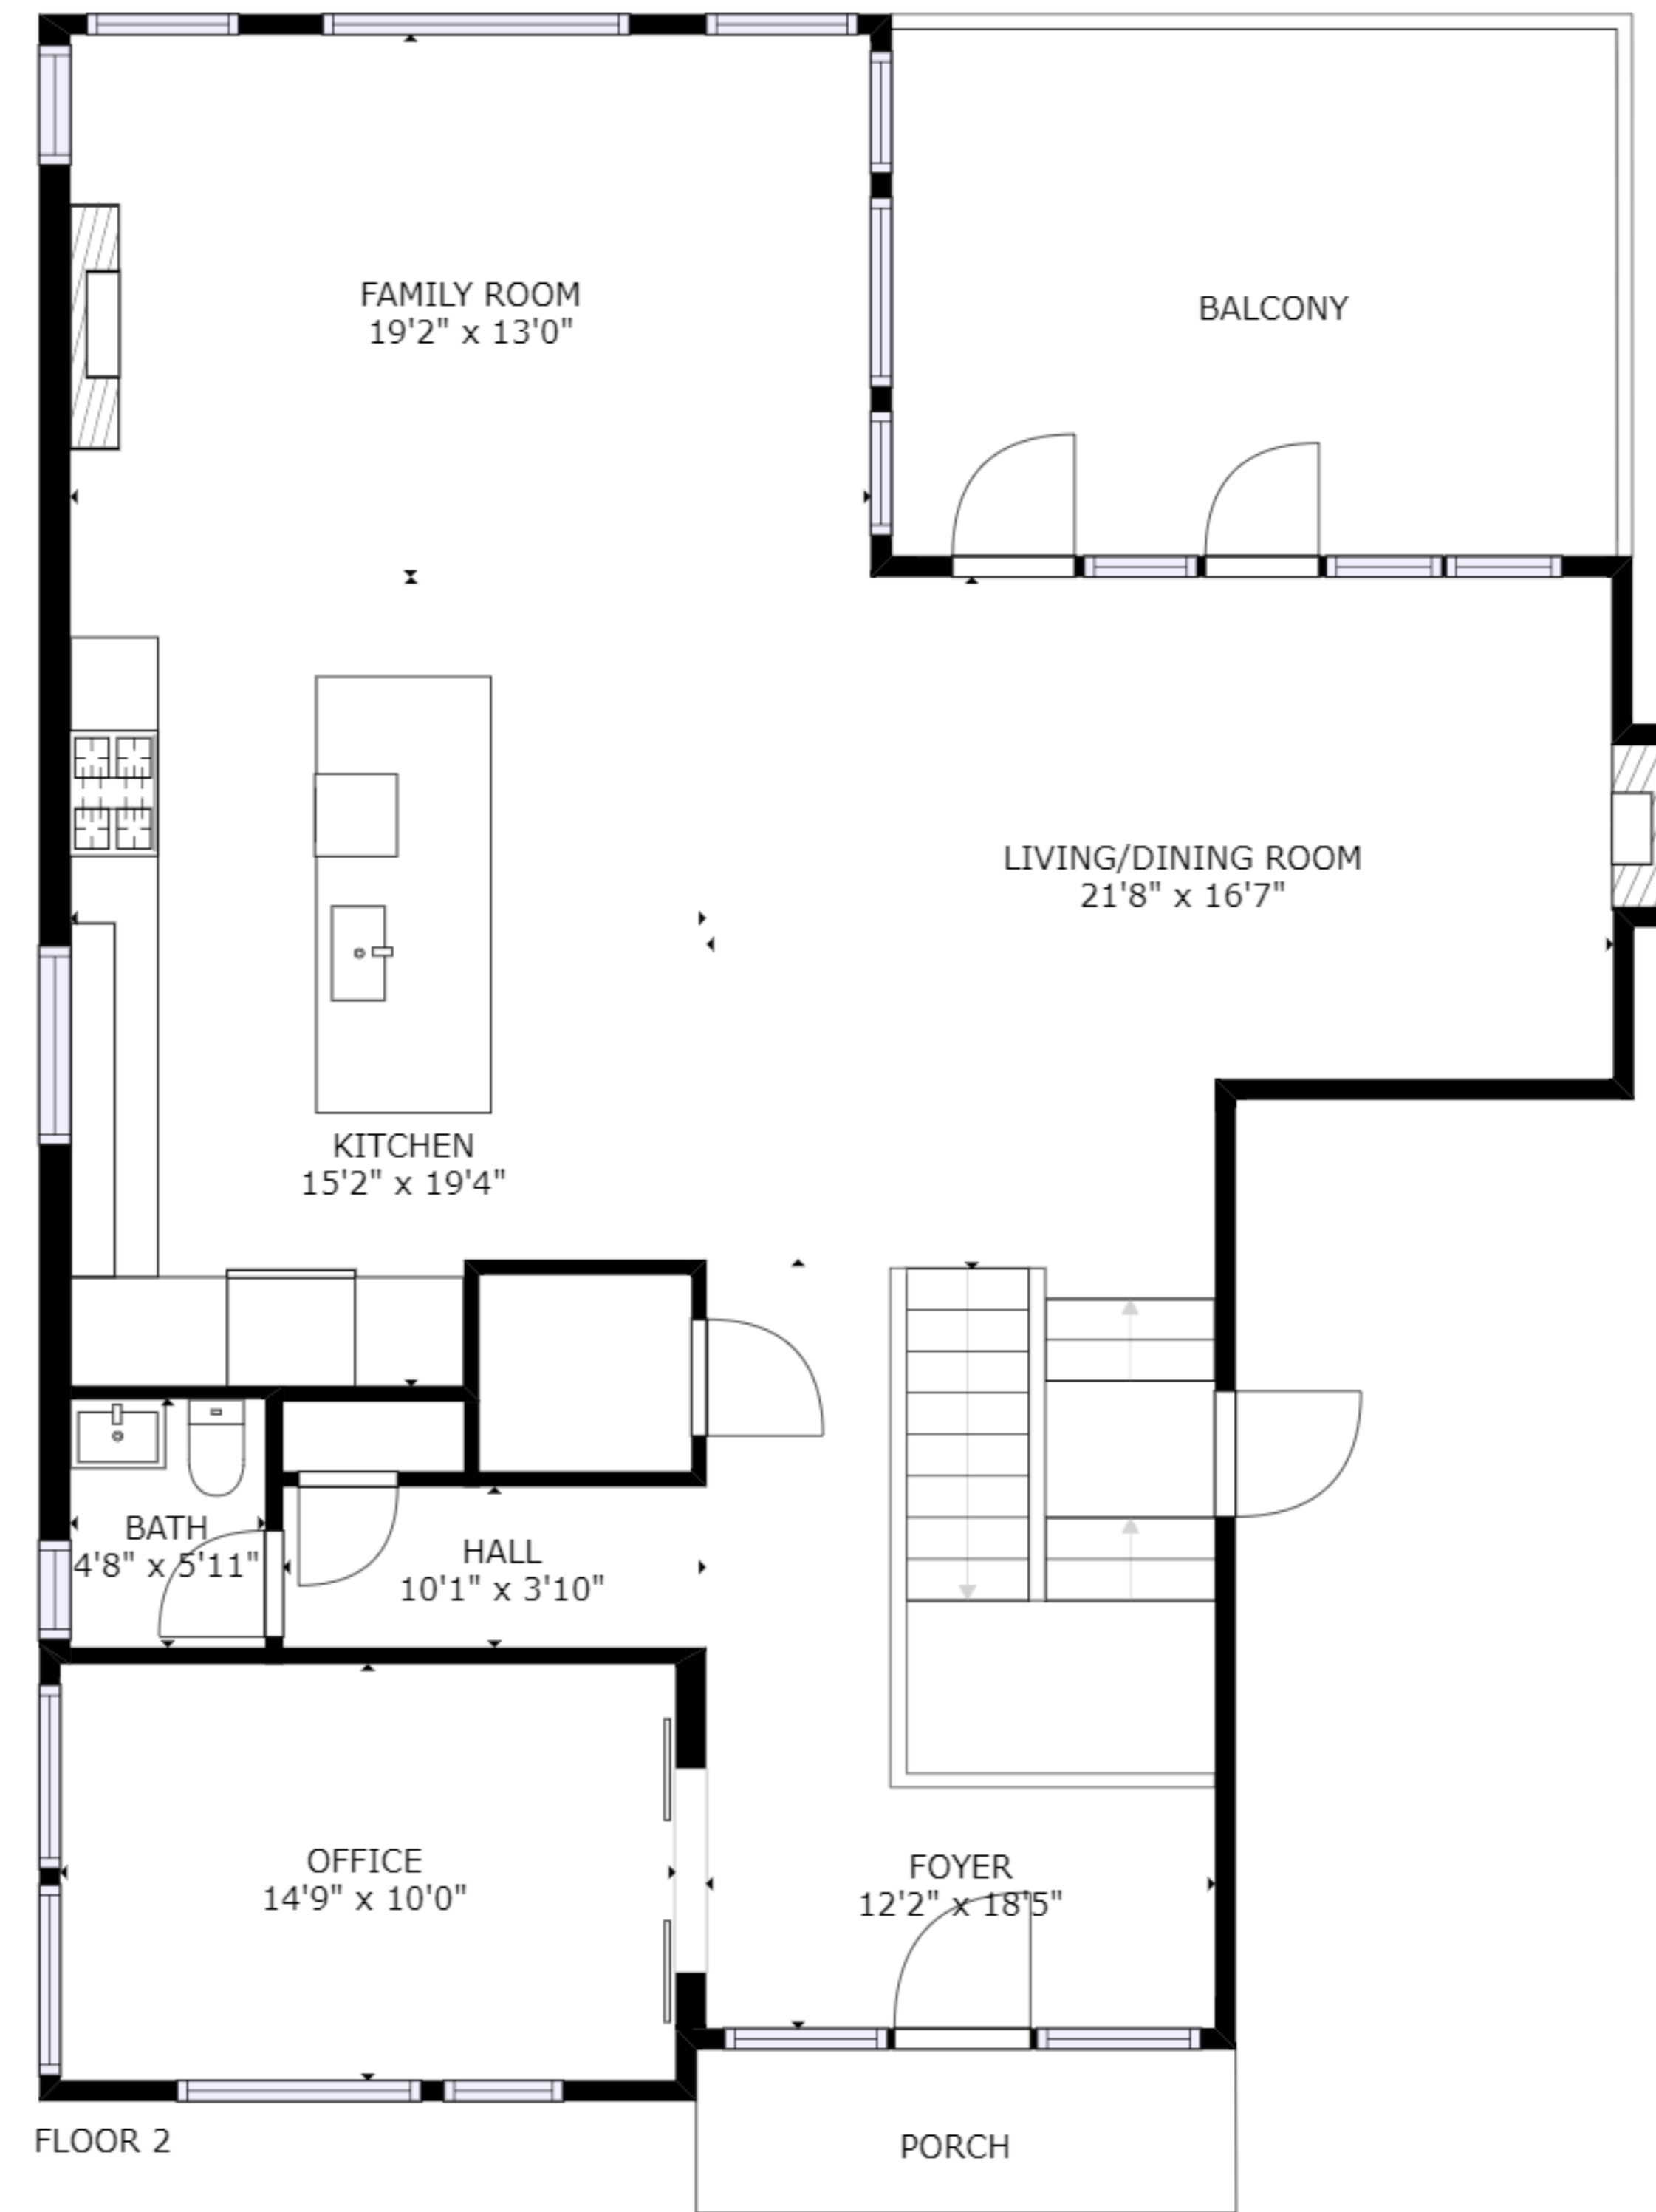 FAMILY ROOM
19'2" x 13'0"
BALCONY
LIVING/DINING ROOM
21'8" x 16'7"
KITCHEN
15'2" x 19'4"
BATH
4'8" x 5'11"
HALL
10'1" x 3'10"
OFFICE
14'9" x 10'0"
FOYER
12'2" x 18'5"
FLOOR 2
PORCH